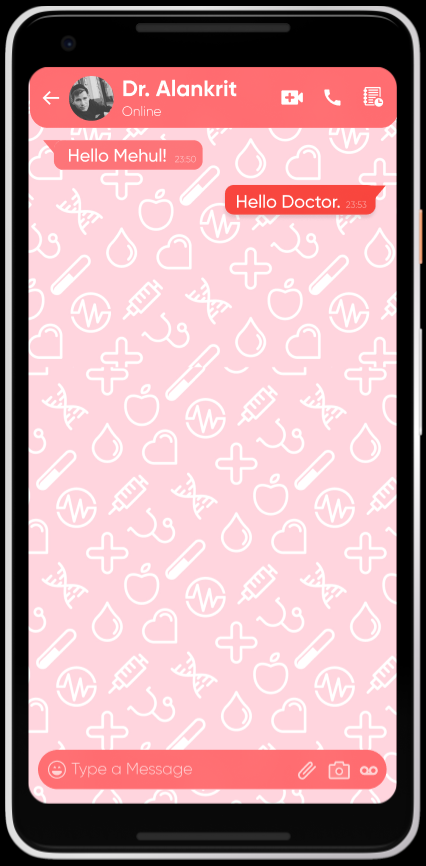 Dr. Alankrit
Online
Hello Mehul! 23:50
Hello Doctor. 23:53
Type a Message